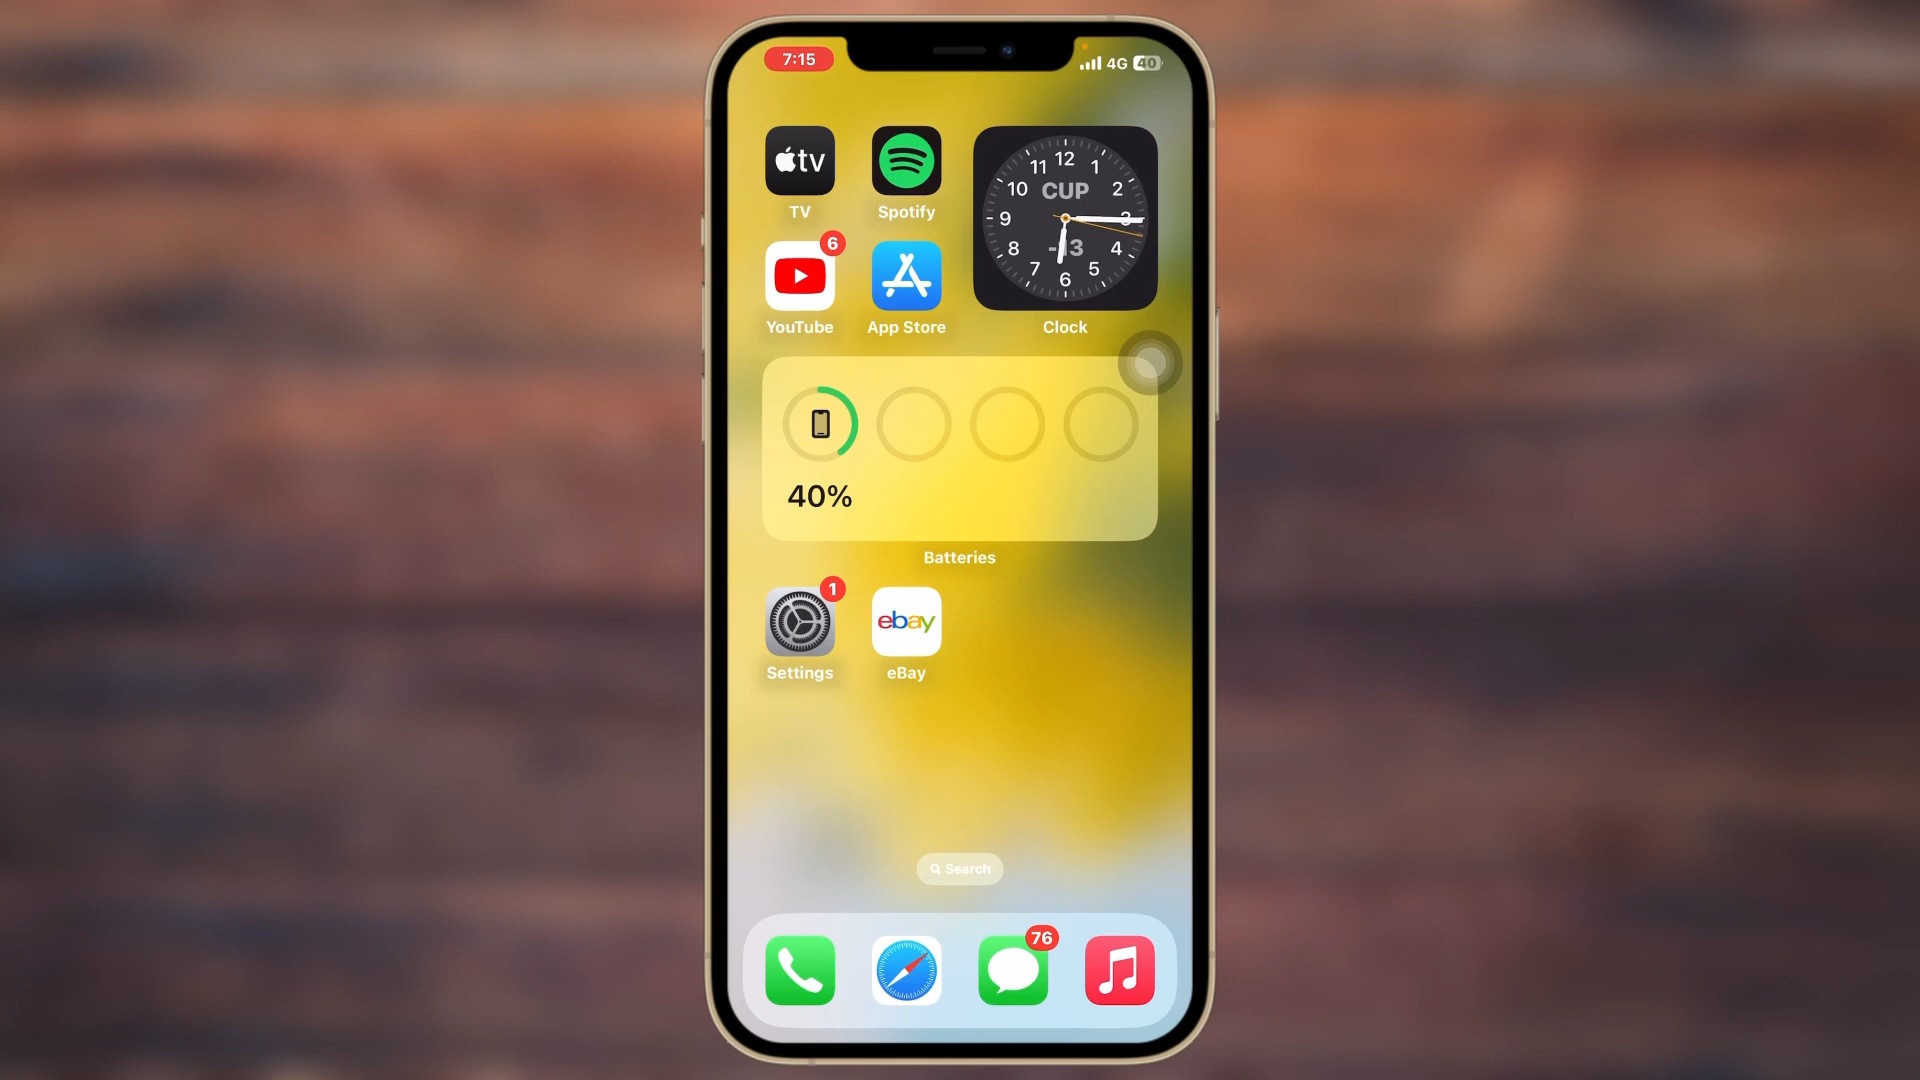 7:15
4G 40
tv
TV
Spotify
12
11 1
10 CUP 2
9 3
8 -13 4
7 5
6
6
YouTube
App Store
Clock
40%
Batteries
1
ebay
Settings
eBay
Search
76